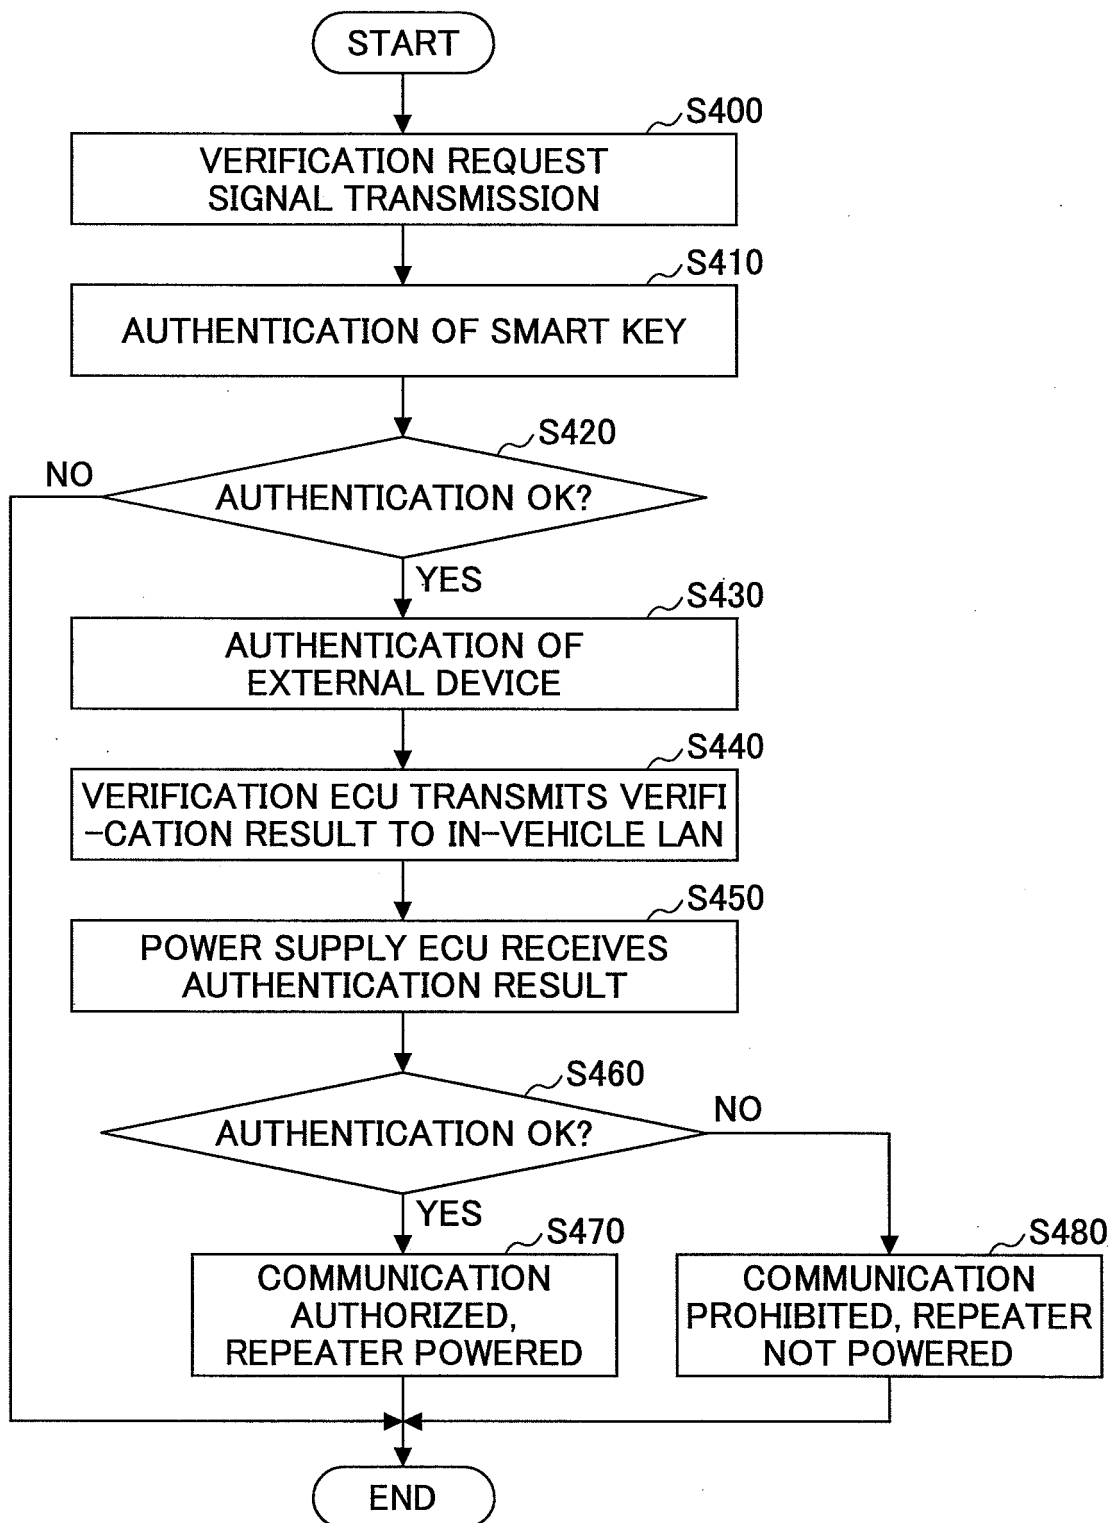 START
S400
VERIFICATION REQUEST
SIGNAL TRANSMISSION
S410
AUTHENTICATION OF SMART KEY
S420
NO
AUTHENTICATION OK?
YES
S430
AUTHENTICATION OF
EXTERNAL DEVICE
S440
VERIFICATION ECU TRANSMITS VERIFI
-CATION RESULT TO IN-VEHICLE LAN
S450
POWER SUPPLY ECU RECEIVES
AUTHENTICATION RESULT
S460
NO
AUTHENTICATION OK?
YES
S470
COMMUNICATION
AUTHORIZED,
REPEATER POWERED
S480
COMMUNICATION
PROHIBITED, REPEATER
NOT POWERED
END